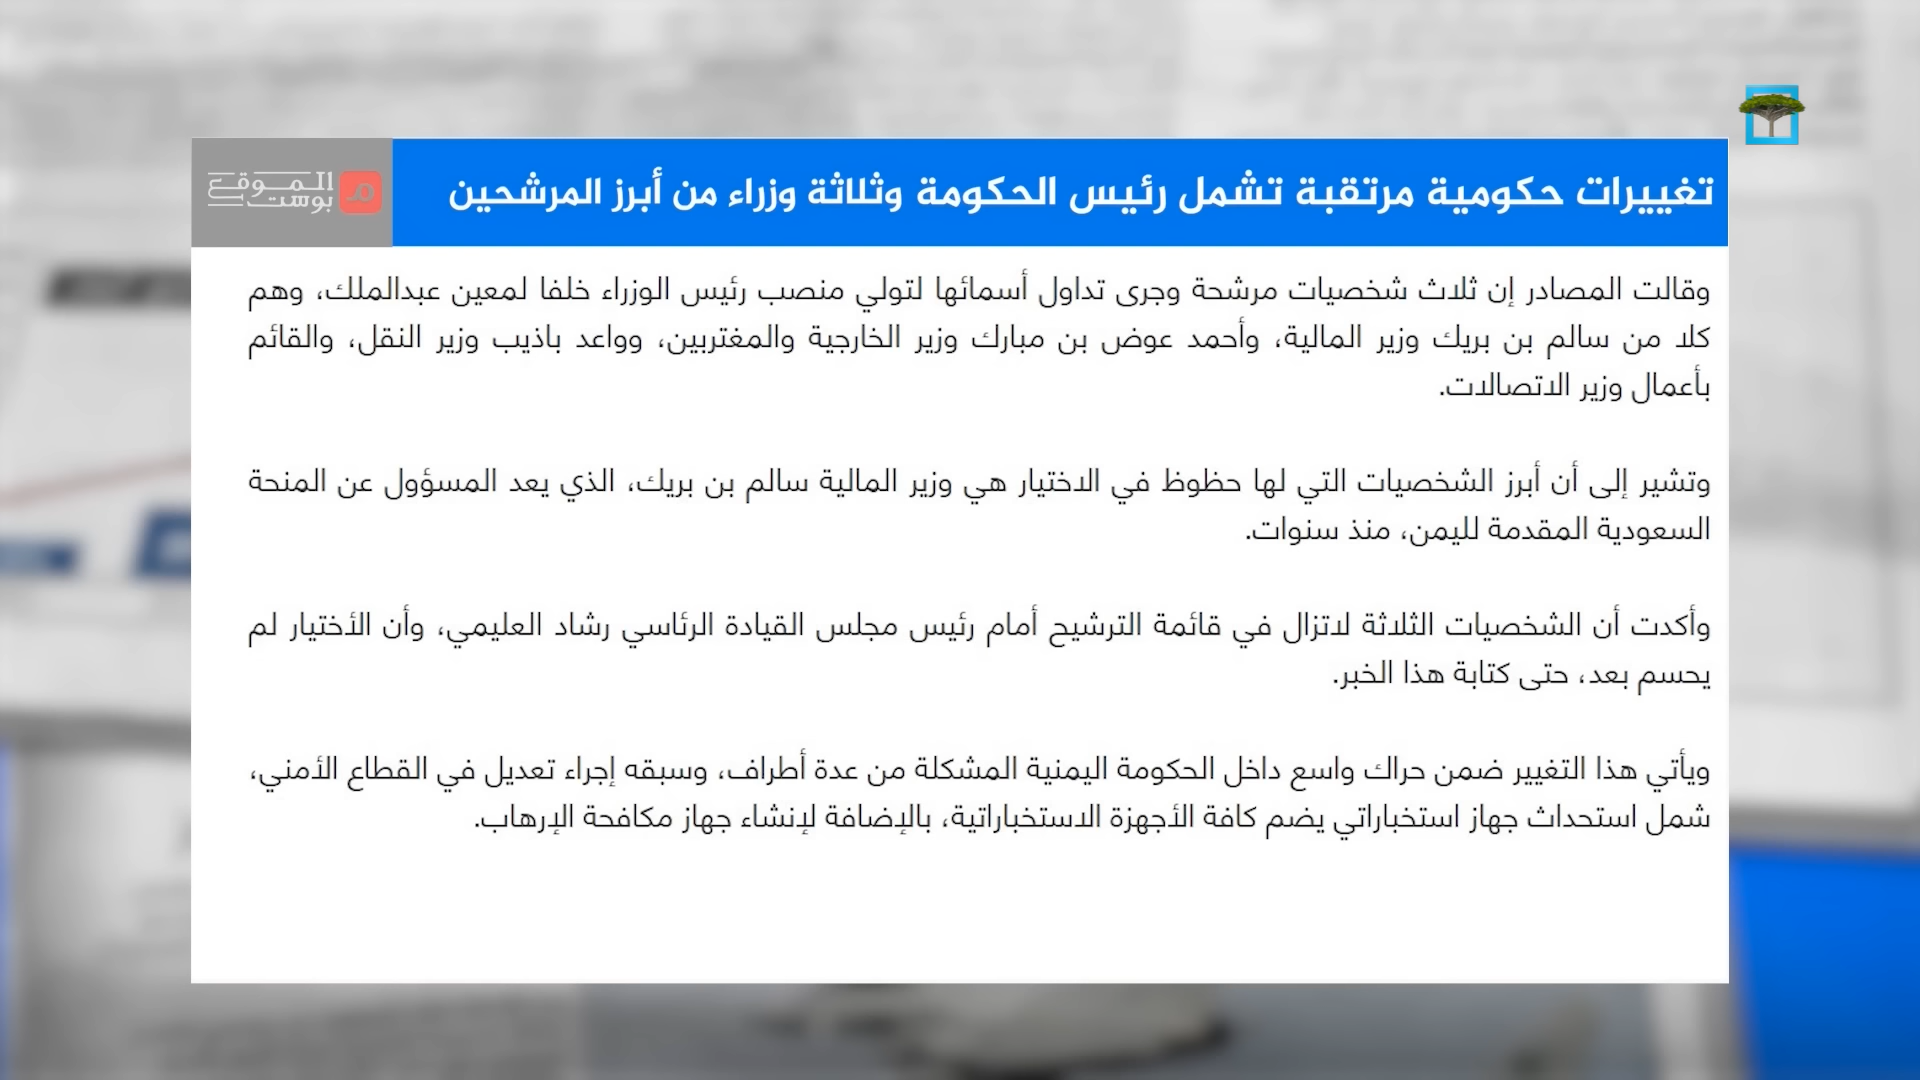 تغييرات حكومية مرتقبة تشمل رئيس الحكومة وثلاثة وزراء من أبرز المرشحين
الموقع
بوست
وقالت المصادر إن ثلاث شخصيات مرشحة وجرى تداول أسمائها لتولي منصب رئيس الوزراء خلفا لمعين عبدالملك، وهم
كلا من سالم بن بريك وزير المالية، وأحمد عوض بن مبارك وزير الخارجية والمغتربين، وواعد باذيب وزير النقل، والقائم
بأعمال وزير الاتصالات.
وتشير إلى أن أبرز الشخصيات التي لها حظوظ في الاختيار هي وزير المالية سالم بن بريك، الذي يعد المسؤول عن المنحة
السعودية المقدمة لليمن، منذ سنوات.
وأكدت أن الشخصيات الثلاثة لاتزال في قائمة الترشيح أمام رئيس مجلس القيادة الرئاسي رشاد العليمي، وأن الأختيار لم
يحسم بعد، حتى كتابة هذا الخبر.
ويأتي هذا التغيير ضمن حراك واسع داخل الحكومة اليمنية المشكلة من عدة أطراف، وسبقه إجراء تعديل في القطاع الأمني،
شمل استحداث جهاز استخباراتي يضم كافة الأجهزة الاستخباراتية، بالإضافة لإنشاء جهاز مكافحة الإرهاب.